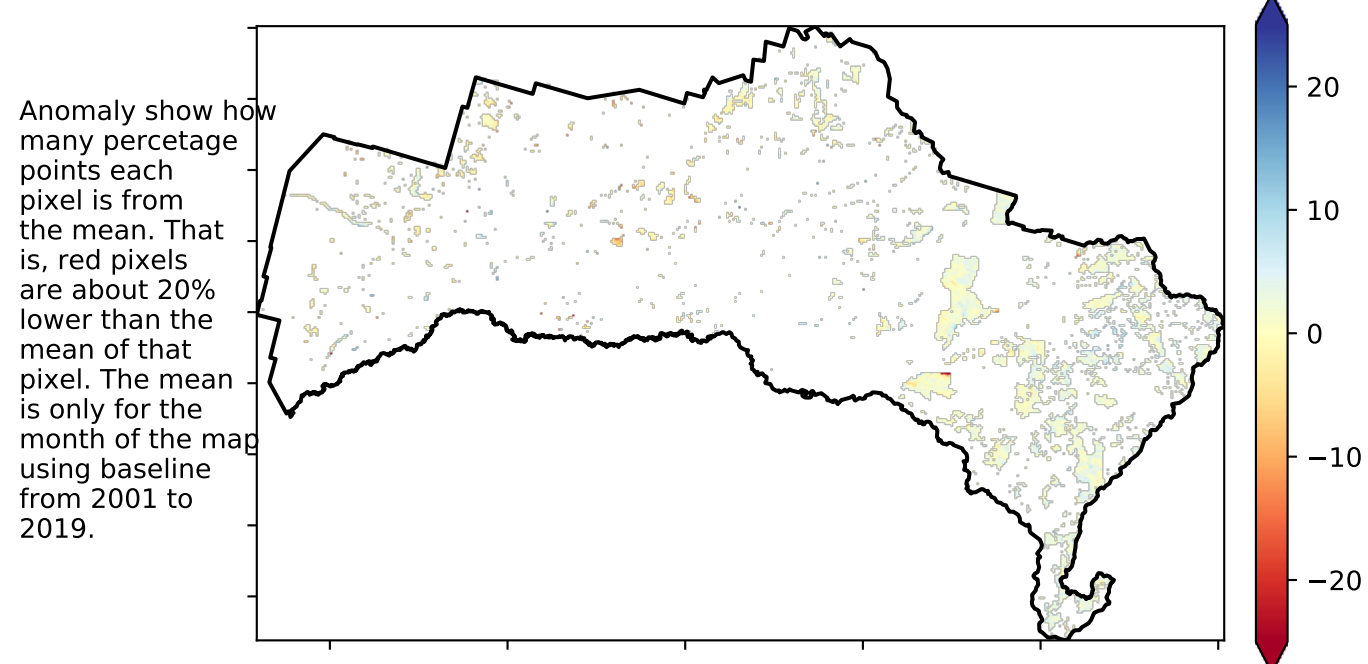 Anomaly show how
many percetage
points each
pixel is from
the mean. That
is, red pixels
are about 20%
lower than the
mean of that
pixel. The mean
is only for the
month of the map
using baseline
from 2001 to
2019.
20
10
0
−10
−20